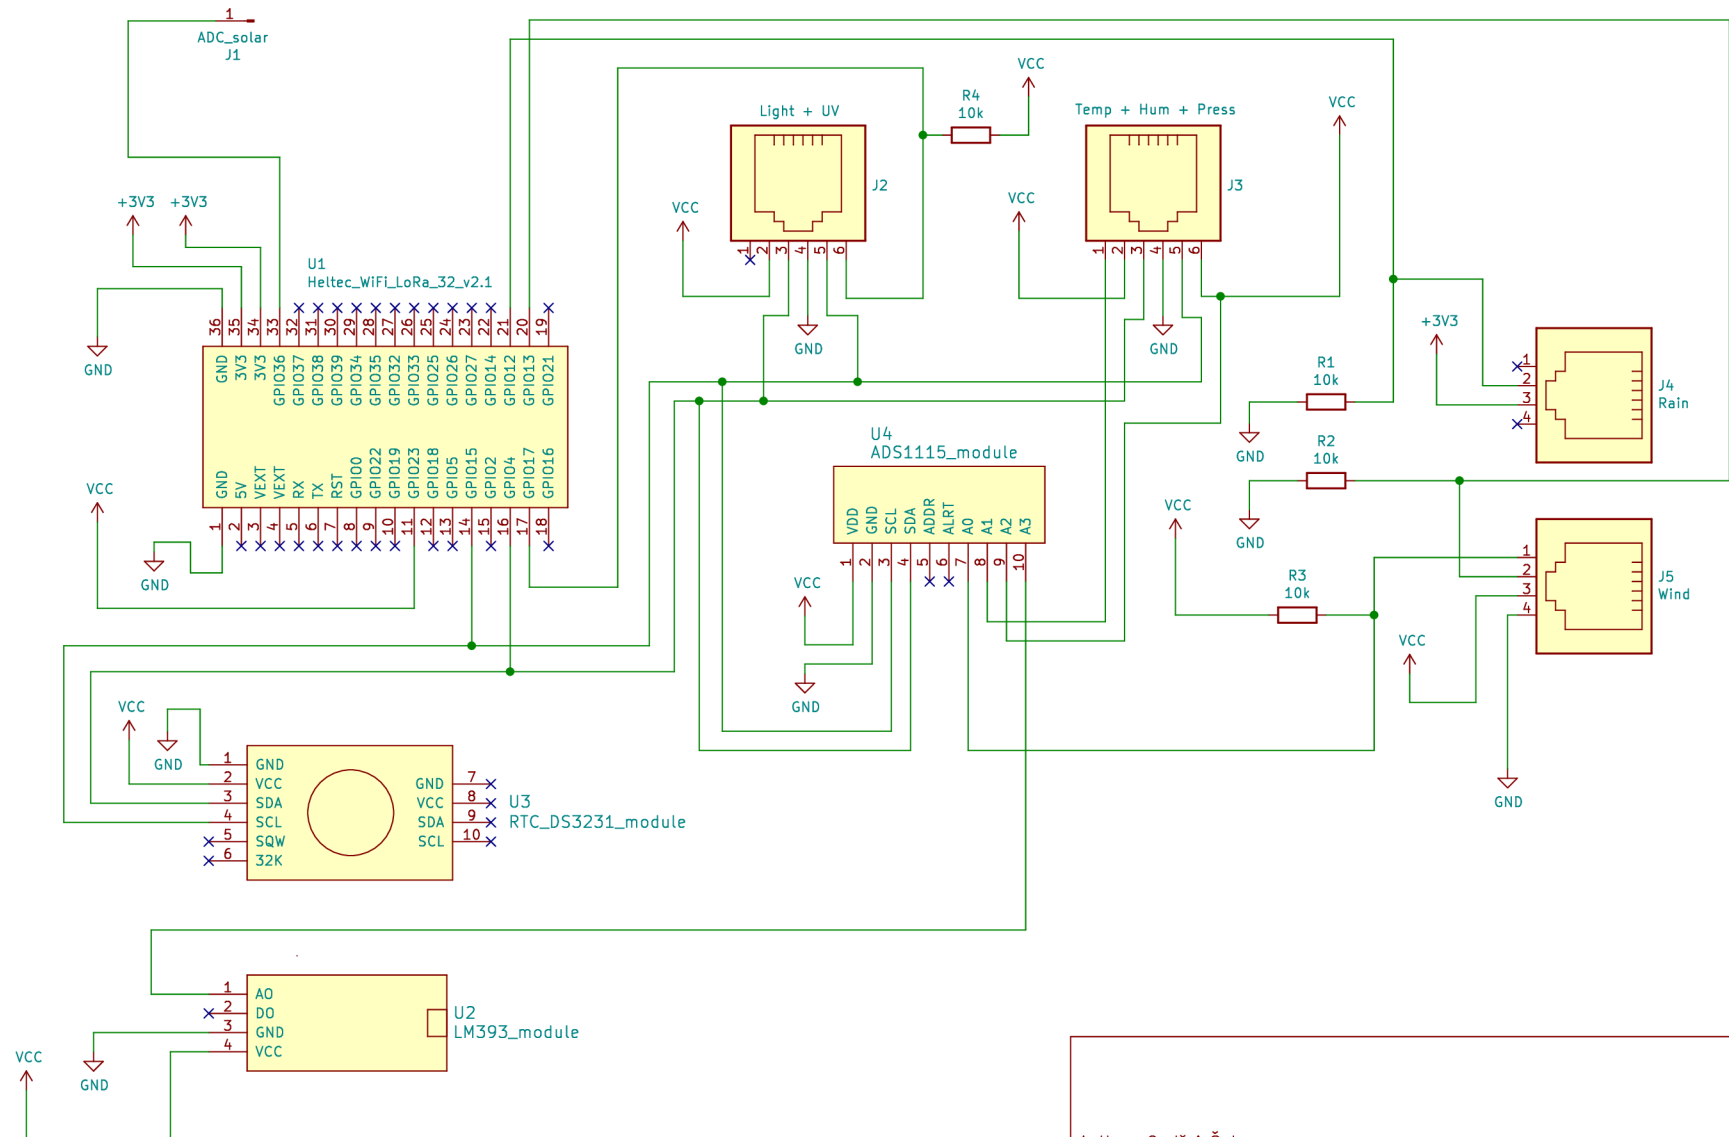 1
ADC_solar
J1
VCC
R4
10k
Light + UV
Temp + Hum + Press
VCC
J2
J3
+3V3 +3V3
VCC
VCC
1 2 3 4 5 6
1 2 3 4 5 6
U1
Heltec_WiFi_LoRa_32_v2.1
36 35 34 33 32 31 30 29 28 27 26 25 24 23 22 21 20 19
GND 3V3 3V3 GPIO36 GPIO37 GPIO38 GPIO39 GPIO34 GPIO35 GPIO32 GPIO33 GPIO25 GPIO26 GPIO27 GPIO14 GPIO12 GPIO13 GPIO21
GND 5V VEXT VEXT RX TX RST GPIO0 GPIO22 GPIO19 GPIO23 GPIO18 GPIO5 GPIO15 GPIO2 GPIO4 GPIO17 GPIO16
1 2 3 4 5 6 7 8 9 10 11 12 13 14 15 16 17 18
GND
GND
GND
+3V3
R1
10k
GND
1
2
3
4
J4
Rain
R2
10k
GND
VCC
GND
U4
ADS1115_module
VDD GND SCL SDA ADDR ALRT A0 A1 A2 A3
1 2 3 4 5 6 7 8 9 10
VCC
GND
VCC
R3
10k
1
2
3
4
J5
Wind
VCC
GND
VCC
GND
1 GND
2 VCC
3 SDA
4 SCL
5 SQW
6 32K
GND 7
VCC 8
SDA 9
SCL 10
U3
RTC_DS3231_module
1 AO
2 DO
3 GND
4 VCC
U2
LM393_module
VCC
GND